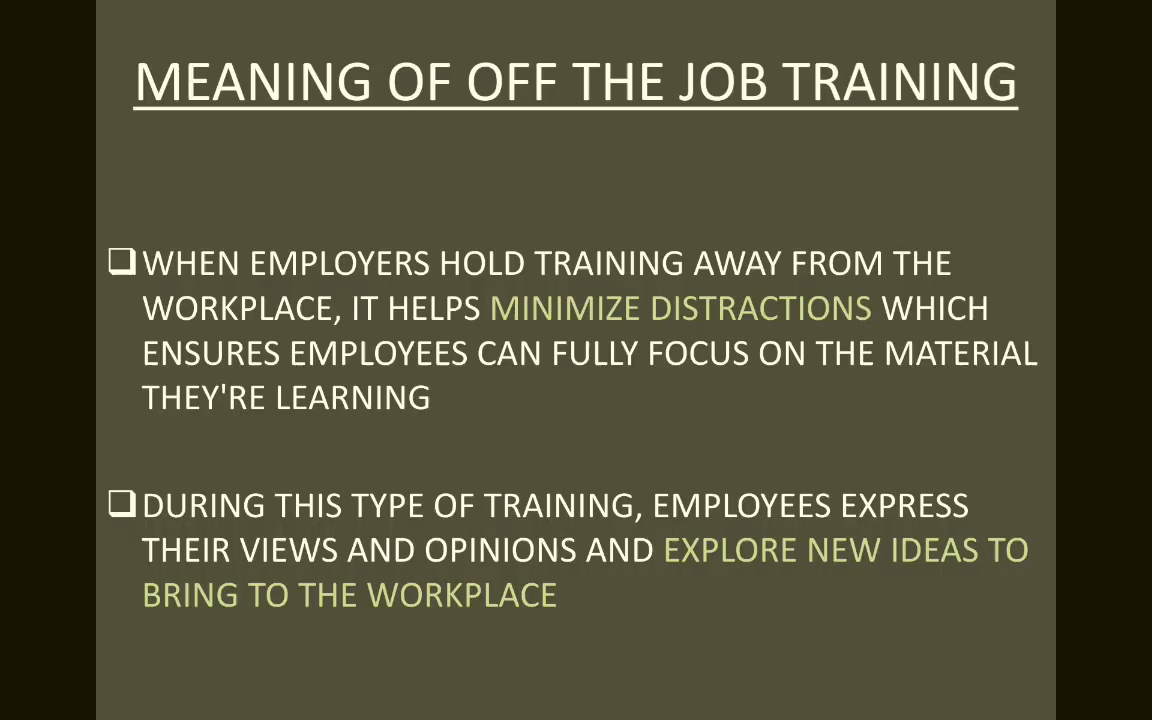 MEANING OF OFF THE JOB TRAINING
❑WHEN EMPLOYERS HOLD TRAINING AWAY FROM THE
WORKPLACE, IT HELPS MINIMIZE DISTRACTIONS WHICH
ENSURES EMPLOYEES CAN FULLY FOCUS ON THE MATERIAL
THEY'RE LEARNING
❑DURING THIS TYPE OF TRAINING, EMPLOYEES EXPRESS
THEIR VIEWS AND OPINIONS AND EXPLORE NEW IDEAS TO
BRING TO THE WORKPLACE